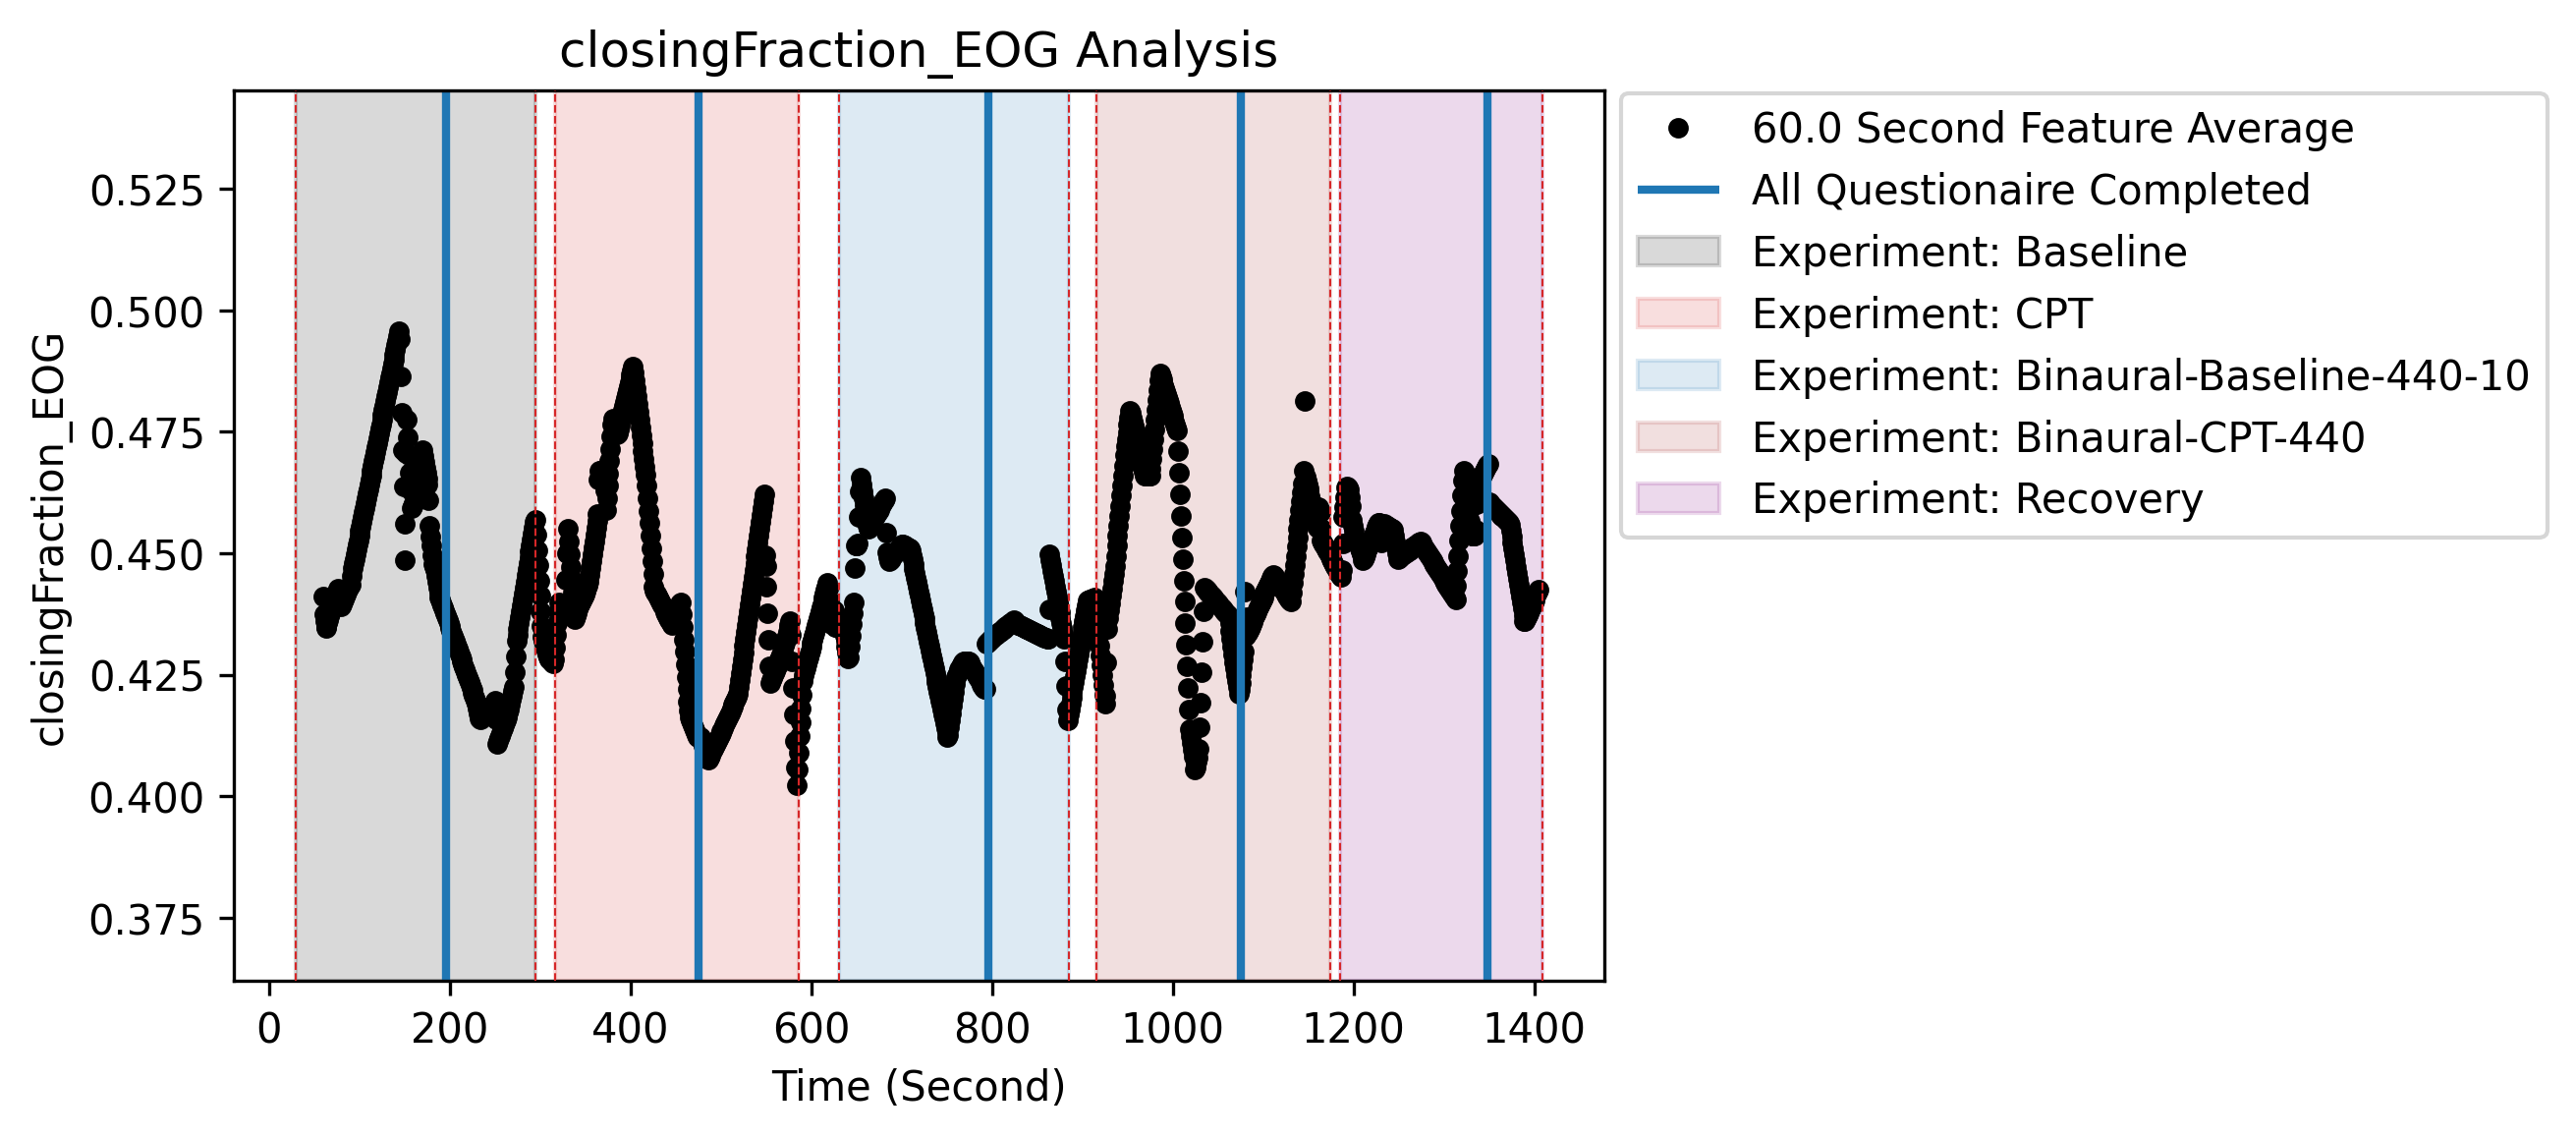 closingFraction_EOG Analysis
closingFraction_EOG
0.525
0.500
0.475
0.450
0.425
0.400
0.375
0
200
400
600
800
1000
1200
1400
Time (Second)
60.0 Second Feature Average
All Questionaire Completed
Experiment: Baseline
Experiment: CPT
Experiment: Binaural-Baseline-440-10
Experiment: Binaural-CPT-440
Experiment: Recovery